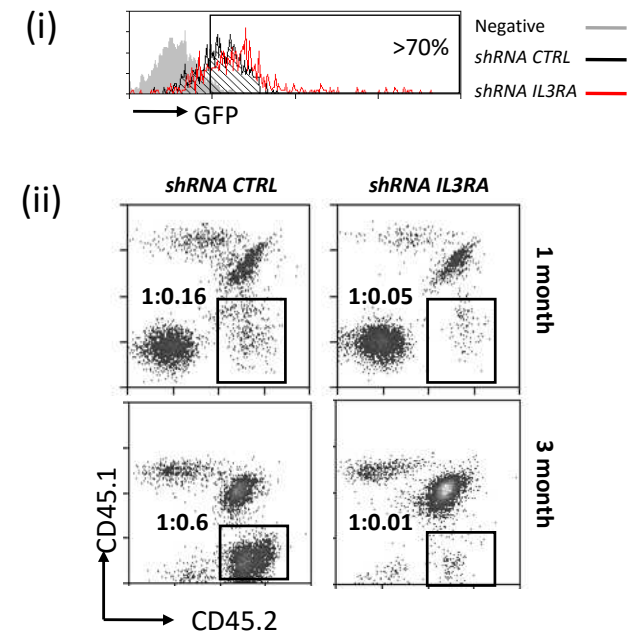 (i)
>70%
GFP
Negative
shRNA CTRL
shRNA IL3RA
(ii)
shRNA CTRL
shRNA IL3RA
1:0.16
1:0.05
1 month
1:0.6
1:0.01
3 month
CD45.1
CD45.2